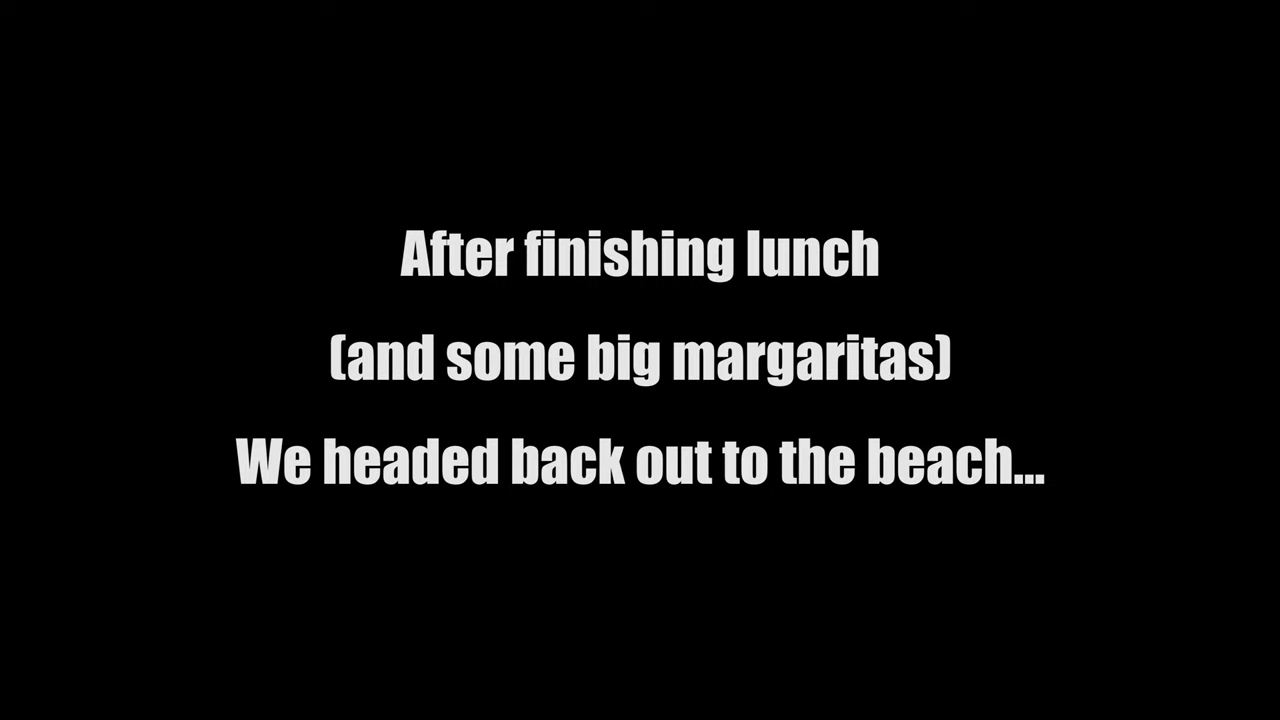 After finishing lunch
(and some big margaritas)
We headed back out to the beach...